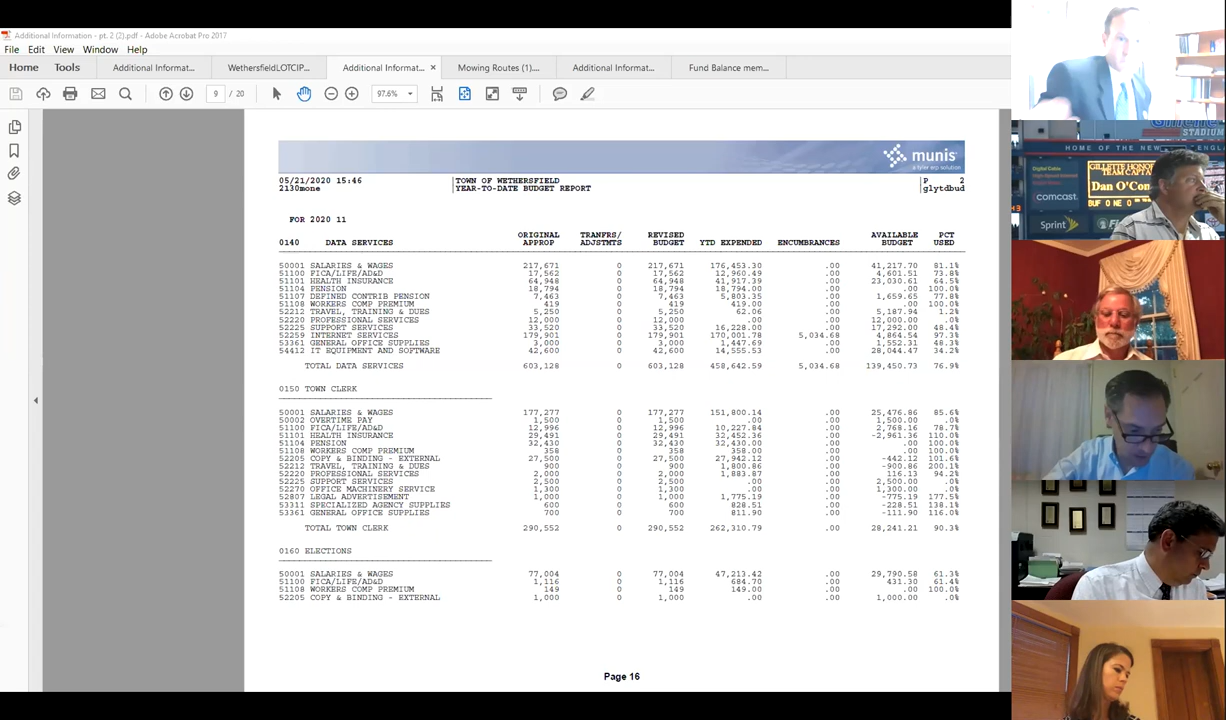 Additional Information - pt. 2 (2).pdf - Adobe Acrobat Pro 2017
File Edit View Window Help
Home Tools Additional Informat... WethersfieldLOTCIP... Additional Informat... × Mowing Routes (1).... Additional Informat... Fund Balance mem...
9 / 20 97.6%
munis
a tyler erp solution
05/21/2020 15:46 TOWN OF WETHERSFIELD P 2
2130mone YEAR-TO-DATE BUDGET REPORT glytdbud
FOR 2020 11
ORIGINAL TRANFRS/ REVISED AVAILABLE PCT
0140 DATA SERVICES APPROP ADJSTMTS BUDGET YTD EXPENDED ENCUMBRANCES BUDGET USED
50001 SALARIES & WAGES 217,671 0 217,671 176,453.30 .00 41,217.70 81.1%
51100 FICA/LIFE/AD&D 17,562 0 17,562 12,960.49 .00 4,601.51 73.8%
51101 HEALTH INSURANCE 64,948 0 64,948 41,917.39 .00 23,030.61 64.5%
51104 PENSION 18,794 0 18,794 18,794.00 .00 .00 100.0%
51107 DEFINED CONTRIB PENSION 7,463 0 7,463 5,803.35 .00 1,659.65 77.8%
51108 WORKERS COMP PREMIUM 419 0 419 419.00 .00 .00 100.0%
52212 TRAVEL, TRAINING & DUES 5,250 0 5,250 62.06 .00 5,187.94 1.2%
52220 PROFESSIONAL SERVICES 12,000 0 12,000 .00 .00 12,000.00 .0%
52225 SUPPORT SERVICES 33,520 0 33,520 16,228.00 .00 17,292.00 48.4%
52259 INTERNET SERVICES 179,901 0 179,901 170,001.78 5,034.68 4,864.54 97.3%
53361 GENERAL OFFICE SUPPLIES 3,000 0 3,000 1,447.69 .00 1,552.31 48.3%
54412 IT EQUIPMENT AND SOFTWARE 42,600 0 42,600 14,555.53 .00 28,044.47 34.2%
TOTAL DATA SERVICES 603,128 0 603,128 458,642.59 5,034.68 139,450.73 76.9%
0150 TOWN CLERK
50001 SALARIES & WAGES 177,277 0 177,277 151,800.14 .00 25,476.86 85.6%
50002 OVERTIME PAY 1,500 0 1,500 .00 .00 1,500.00 .0%
51100 FICA/LIFE/AD&D 12,996 0 12,996 10,227.84 .00 2,768.16 78.7%
51101 HEALTH INSURANCE 29,491 0 29,491 32,452.36 .00 -2,961.36 110.0%
51104 PENSION 32,430 0 32,430 32,430.00 .00 .00 100.0%
51108 WORKERS COMP PREMIUM 358 0 358 358.00 .00 .00 100.0%
52205 COPY & BINDING - EXTERNAL 27,500 0 27,500 27,942.12 .00 -442.12 101.6%
52212 TRAVEL, TRAINING & DUES 900 0 900 1,800.86 .00 -900.86 200.1%
52220 PROFESSIONAL SERVICES 2,000 0 2,000 1,883.87 .00 116.13 94.2%
52225 SUPPORT SERVICES 2,500 0 2,500 .00 .00 2,500.00 .0%
52270 OFFICE MACHINERY SERVICE 1,300 0 1,300 .00 .00 1,300.00 .0%
52807 LEGAL ADVERTISEMENT 1,000 0 1,000 1,775.19 .00 -775.19 177.5%
53311 SPECIALIZED AGENCY SUPPLIES 600 0 600 828.51 .00 -228.51 138.1%
53361 GENERAL OFFICE SUPPLIES 700 0 700 811.90 .00 -111.90 116.0%
TOTAL TOWN CLERK 290,552 0 290,552 262,310.79 .00 28,241.21 90.3%
0160 ELECTIONS
50001 SALARIES & WAGES 77,004 0 77,004 47,213.42 .00 29,790.58 61.3%
51100 FICA/LIFE/AD&D 1,116 0 1,116 684.70 .00 431.30 61.4%
51108 WORKERS COMP PREMIUM 149 0 149 149.00 .00 .00 100.0%
52205 COPY & BINDING - EXTERNAL 1,000 0 1,000 .00 .00 1,000.00 .0%
Page 16
STADIUM
HOME OF THE NEW ENGLA
Digital Cable
comcast
Sprint
GILLETTE HONOR
TEAM CAPTA
Dan O'Con
BUF 0 NE 0